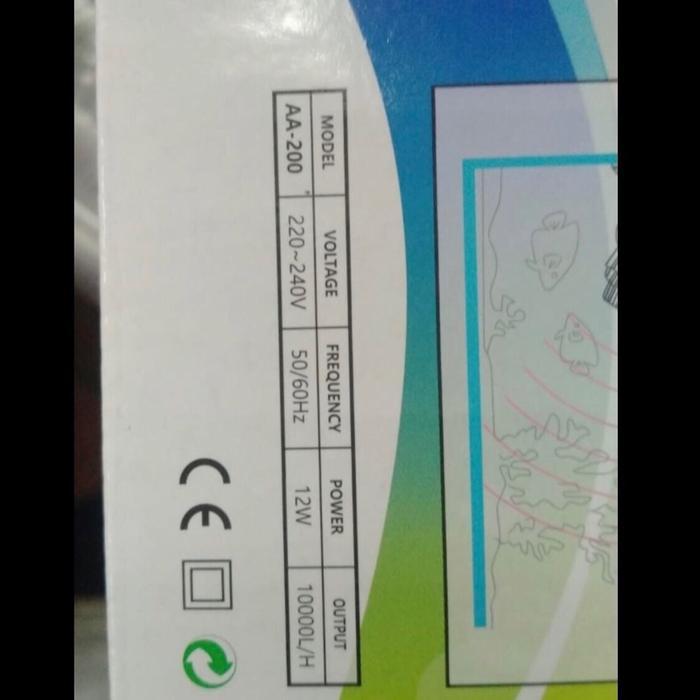 MODEL VOLTAGE FREQUENCY POWER OUTPUT
AA-200 220~240V 50/60Hz 12W 10000L/H
CE